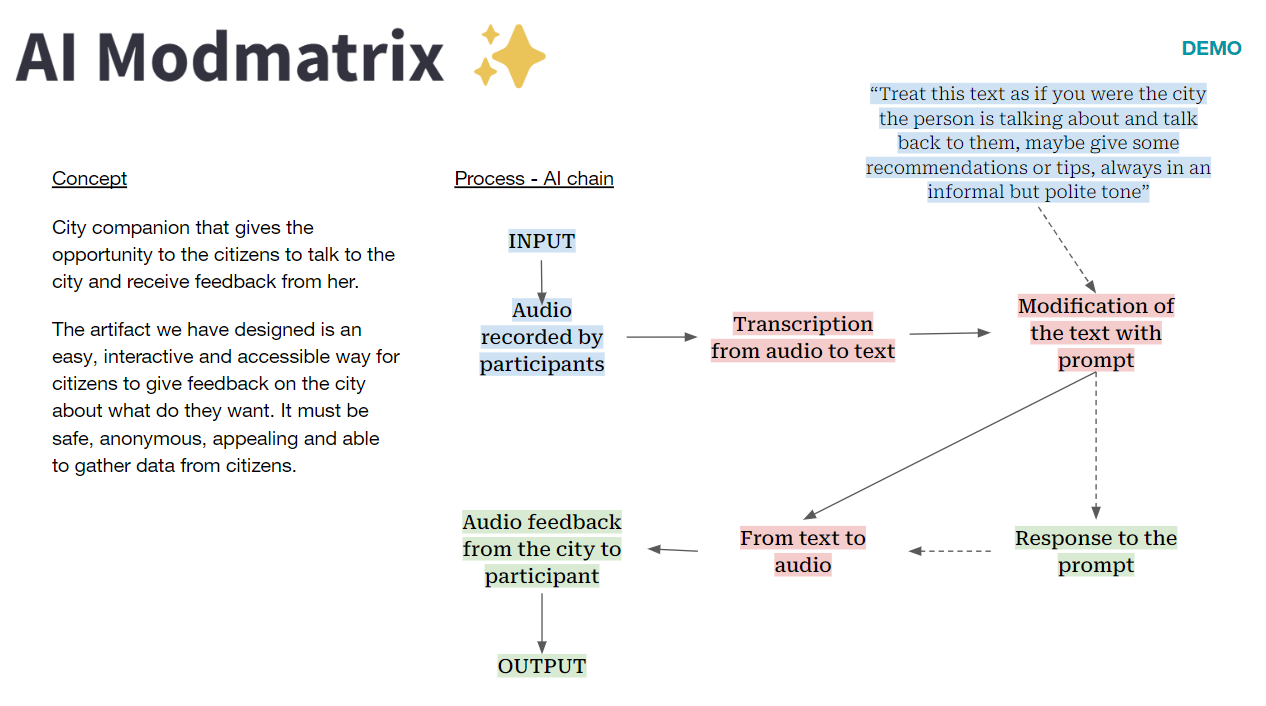 AI Modmatrix
DEMO
“Treat this text as if you were the city
the person is talking about and talk
back to them, maybe give some
recommendations or tips, always in an
informal but polite tone”
Concept
City companion that gives the
opportunity to the citizens to talk to the
city and receive feedback from her.
The artifact we have designed is an
easy, interactive and accessible way for
citizens to give feedback on the city
about what do they want. It must be
safe, anonymous, appealing and able
to gather data from citizens.
Process - AI chain
INPUT
Audio
recorded by
participants
Transcription
from audio to text
Modification of
the text with
prompt
Response to the
prompt
From text to
audio
Audio feedback
from the city to
participant
OUTPUT